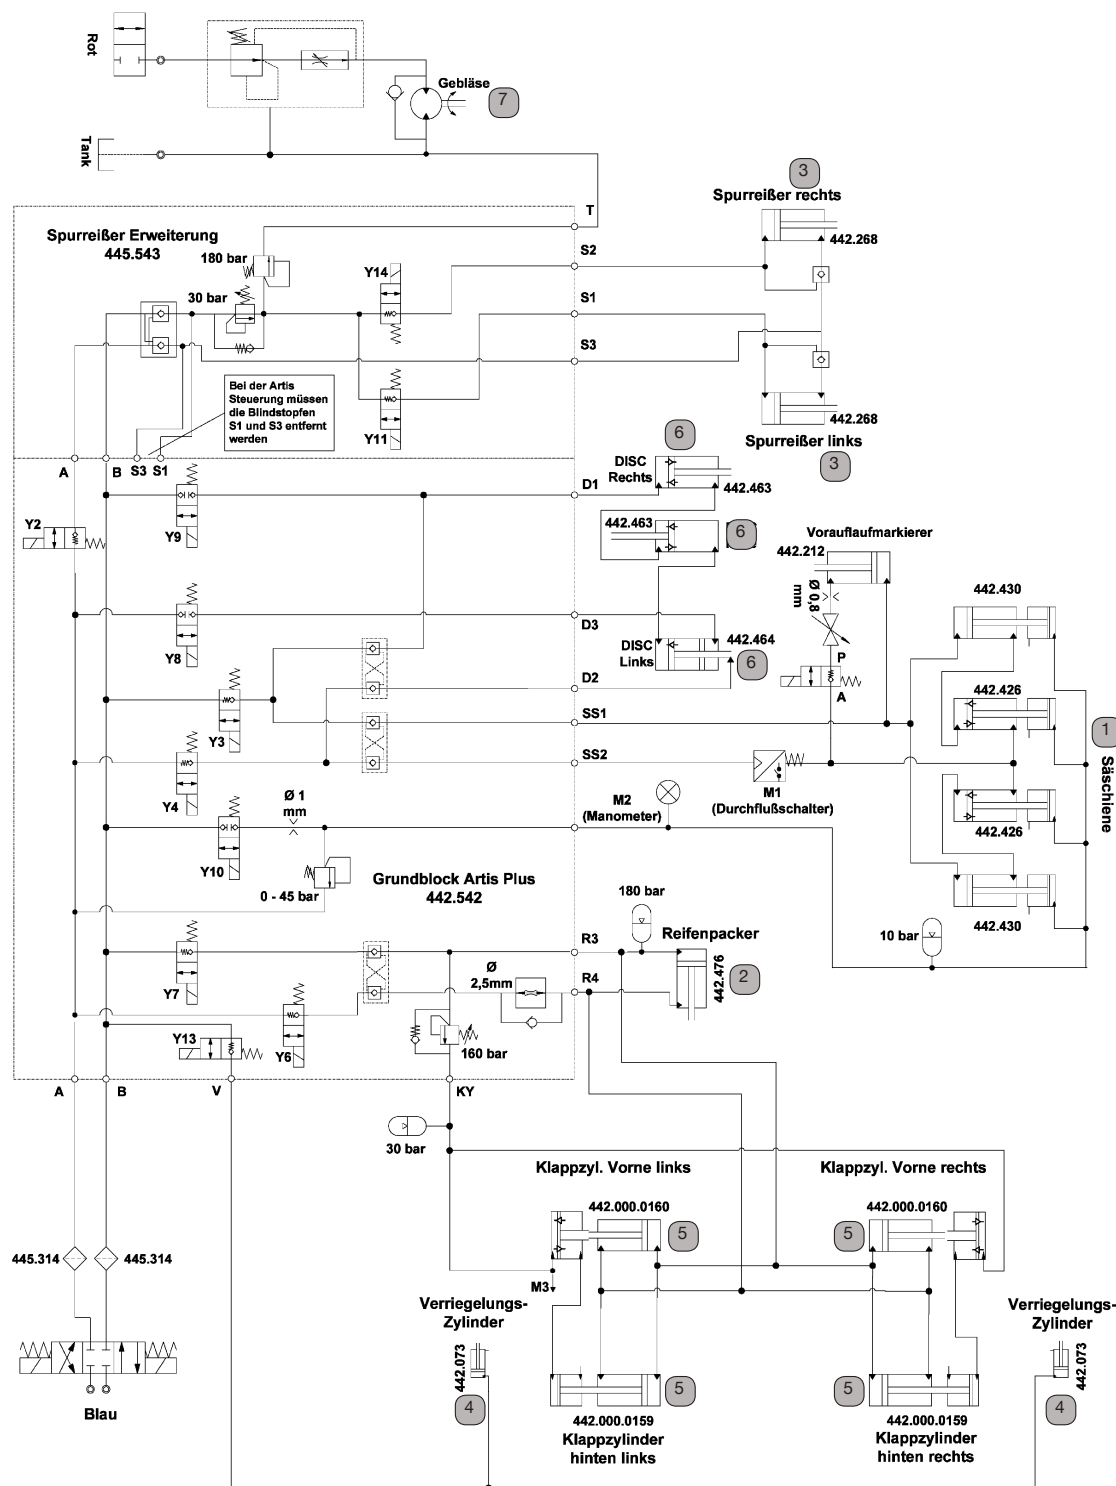 Rot
Gebläse
7
Tank
T
3
Spurreißer rechts
442.268
Spurreißer Erweiterung
445.543
180 bar
Y14
S2
30 bar
S1
S3
Bei der Artis
Steuerung müssen
die Blindstopfen
S1 und S3 entfernt
werden
Y11
442.268
Spurreißer links
3
A
B
S3
S1
6
DISC
Rechts
442.463
D1
Y2
Y9
442.463
6
Vorauflaufmarkierer
442.212
Ø 0,8
mm
442.430
D3
Y8
DISC
Links
442.464
6
P
A
D2
442.426
Y3
SS1
1
Säschiene
SS2
Y4
M1
(Durchflußschalter)
M2
(Manometer)
Ø 1
mm
442.426
Y10
0 - 45 bar
Grundblock Artis Plus
442.542
180 bar
442.430
10 bar
Reifenpacker
442.476
2
R3
Y7
Ø
2,5mm
R4
Y13
Y6
160 bar
A
B
V
KY
30 bar
Klappzyl. Vorne links
Klappzyl. Vorne rechts
442.000.0160
442.000.0160
5
5
445.314
445.314
M3
Verriegelungs-
Zylinder
Verriegelungs-
Zylinder
442.073
442.073
4
5
5
4
Blau
442.000.0159
Klappzylinder
hinten links
442.000.0159
Klappzylinder
hinten rechts